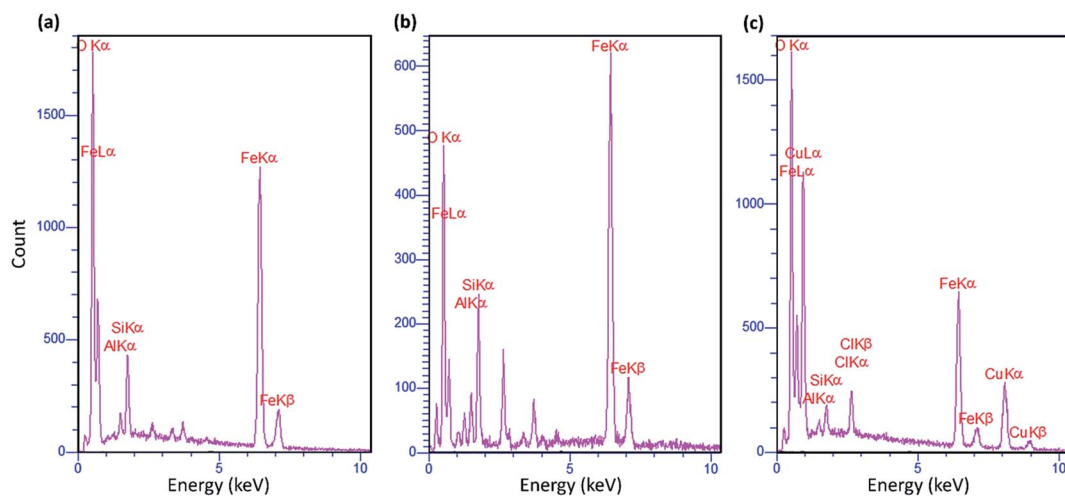 (a)
O Kα
1500
FeLα
FeKα
1000
Count
500
SiKα
AlKα
FeKβ
0
0
5
10
Energy (keV)
(b)
FeKα
600
500
O Kα
400
FeLα
300
SiKα
AlKα
200
100
FeKβ
0
0
5
10
Energy (keV)
(c)
O Kα
1500
CuLα
FeLα
1000
FeKα
500
ClKβ
ClKα
SiKα
AlKα
CuKα
FeKβ
CuKβ
0
0
5
10
Energy (keV)